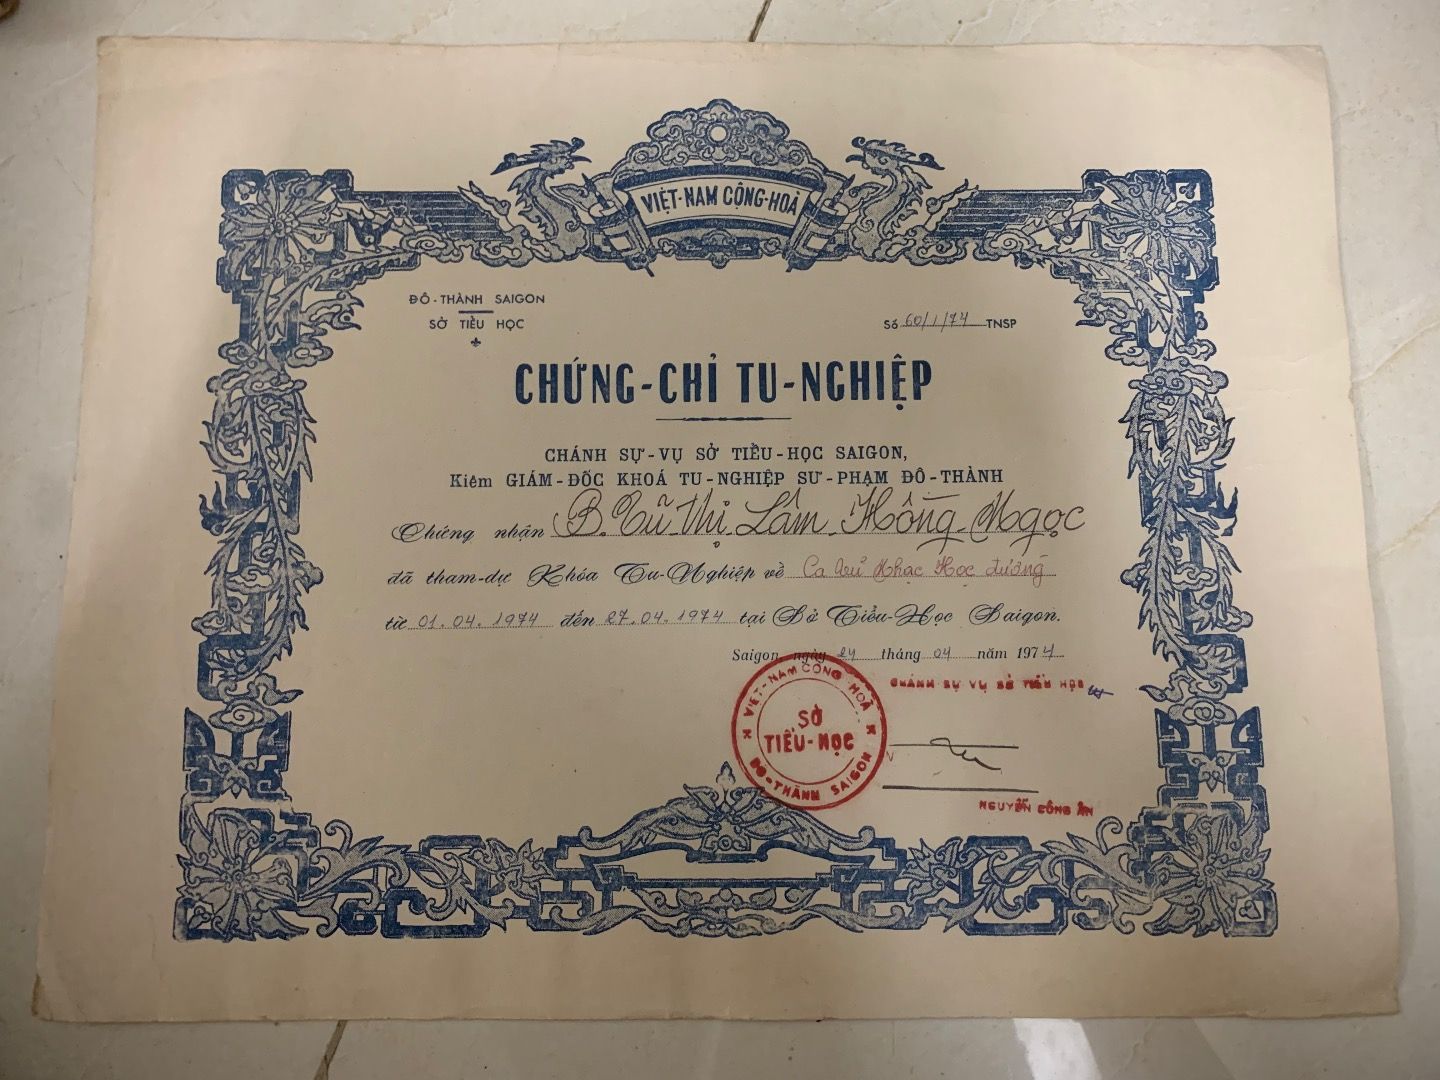 VIỆT-NAM CỘNG-HOÀ
ĐÔ-THÀNH SAIGON
SỞ TIỂU HỌC
Số 60/1/74 TNSP
CHỨNG-CHỈ TU-NGHIỆP
CHÁNH SỰ-VỤ SỞ TIỂU-HỌC SAIGON,
Kiêm GIÁM-ĐỐC KHOÁ TU-NGHIỆP SƯ-PHẠM ĐÔ-THÀNH
Chứng nhận B. Tũ Thị Lâm Hồng Ngọc
đã tham-dự Khóa Tu-Nghiệp về Ca Nhạc Học đường
từ 01.04.1974 đến 27.04.1974 tại Sở Tiểu-Học Saigon.
Saigon, ngày tháng 04 năm 1974
CHÁNH SỰ VỤ SỞ TIỂU HỌC
VIỆT-NAM CỘNG HOÀ
SỞ
TIỂU-HỌC
ĐÔ-THÀNH SAIGON
NGUYỄN CÔNG ÂN